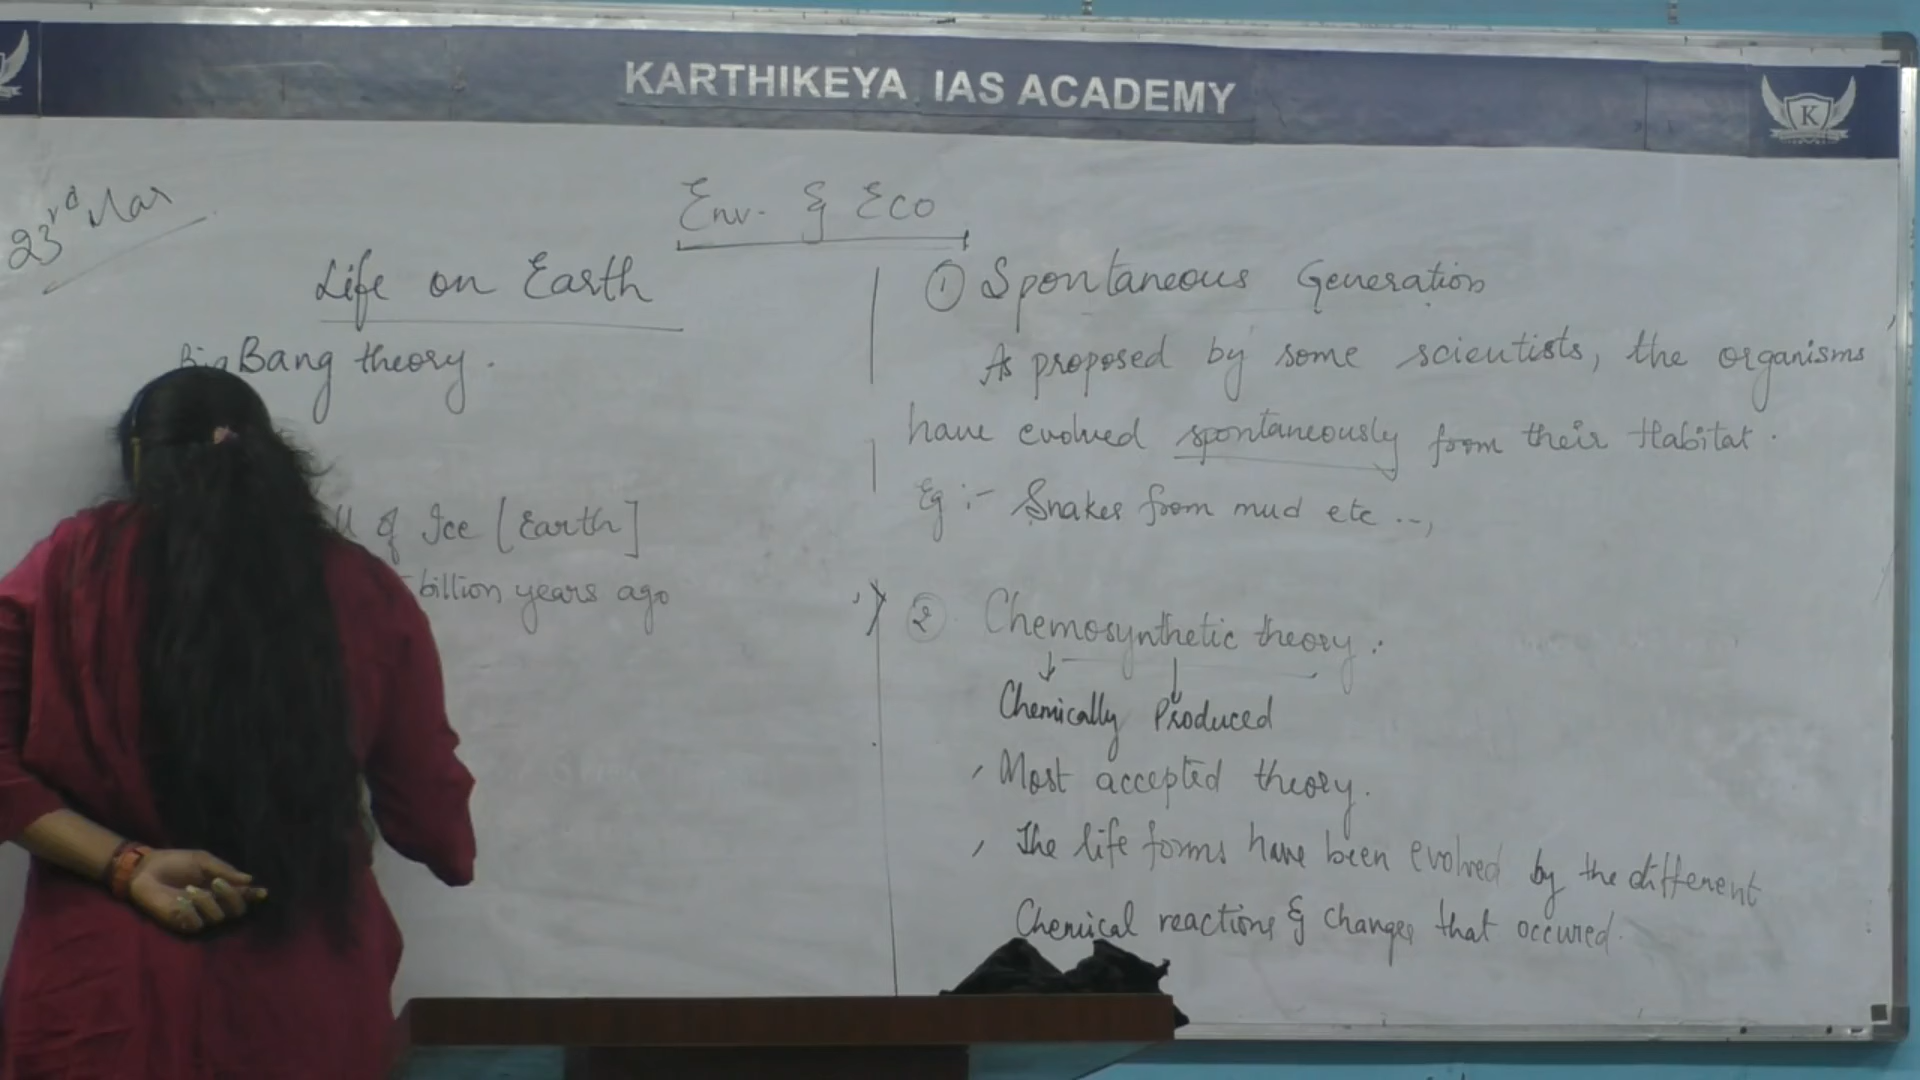 KARTHIKEYA IAS ACADEMY
K
23rd Mar
Env. & Eco
Life on Earth
Big Bang theory.
of Ice [Earth]
billion years ago
① Spontaneous Generation
As proposed by some scientists, the organisms
have evolved spontaneously from their Habitat.
Eg :- Snakes from mud etc ..,
② Chemosynthetic theory :
↓ ↓
Chemically Produced
, Most accepted theory.
, The life forms have been evolved by the different
Chemical reactions & changes that occured.